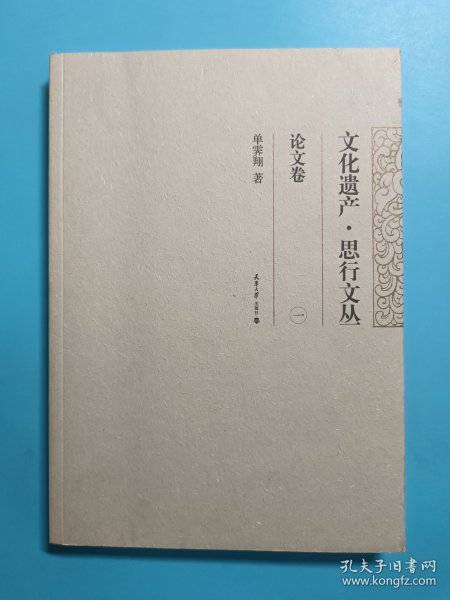 文化遗产·思行文丛
论文卷
一
单霁翔 著
天津大学出版社
孔夫子旧书网
www.kongfz.com